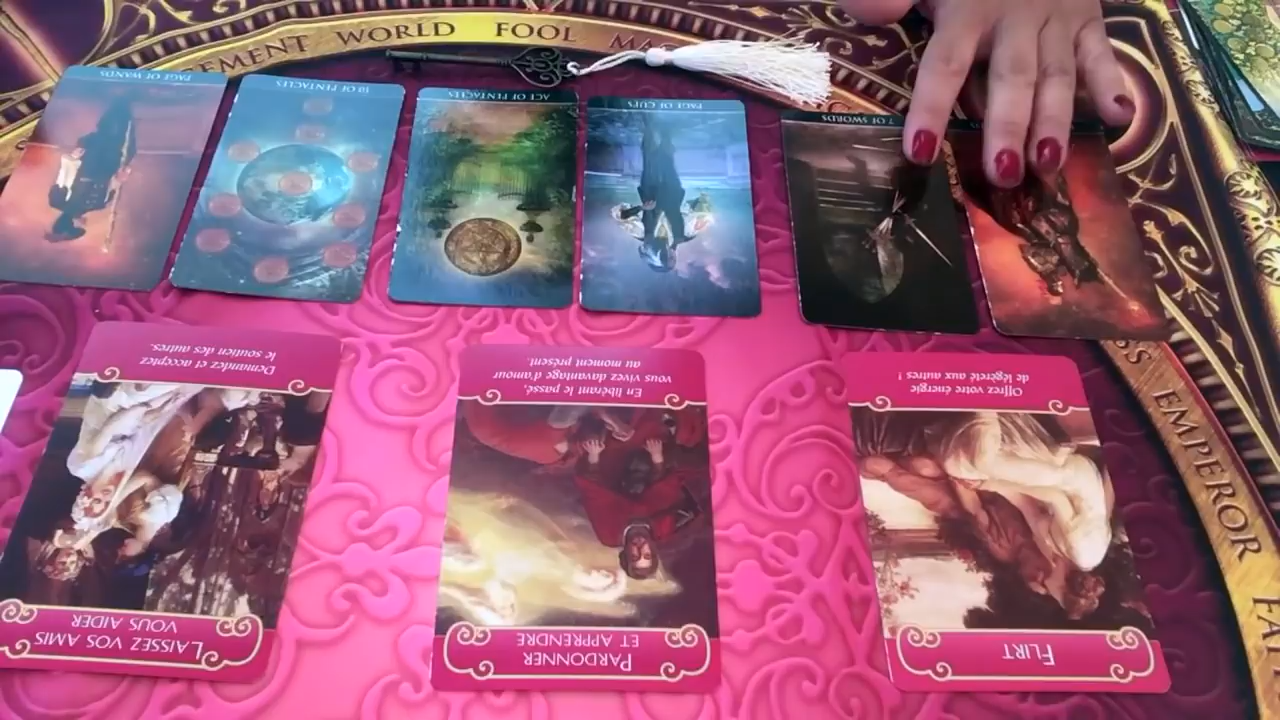 WORLD FOOL
PAGE OF WANDS
10 OF PENTACLES
ACE OF PENTACLES
PAGE OF CUPS
7 OF SWORDS
EMPEROR
Demandez et acceptez
le soutien des autres.
LAISSEZ VOS AMIS
VOUS AIDER
En libérant le passé,
vous vivez davantage d'amour
au moment présent.
PARDONNER
ET APPRENDRE
Offrez votre énergie
de légèreté aux autres !
FLIRT